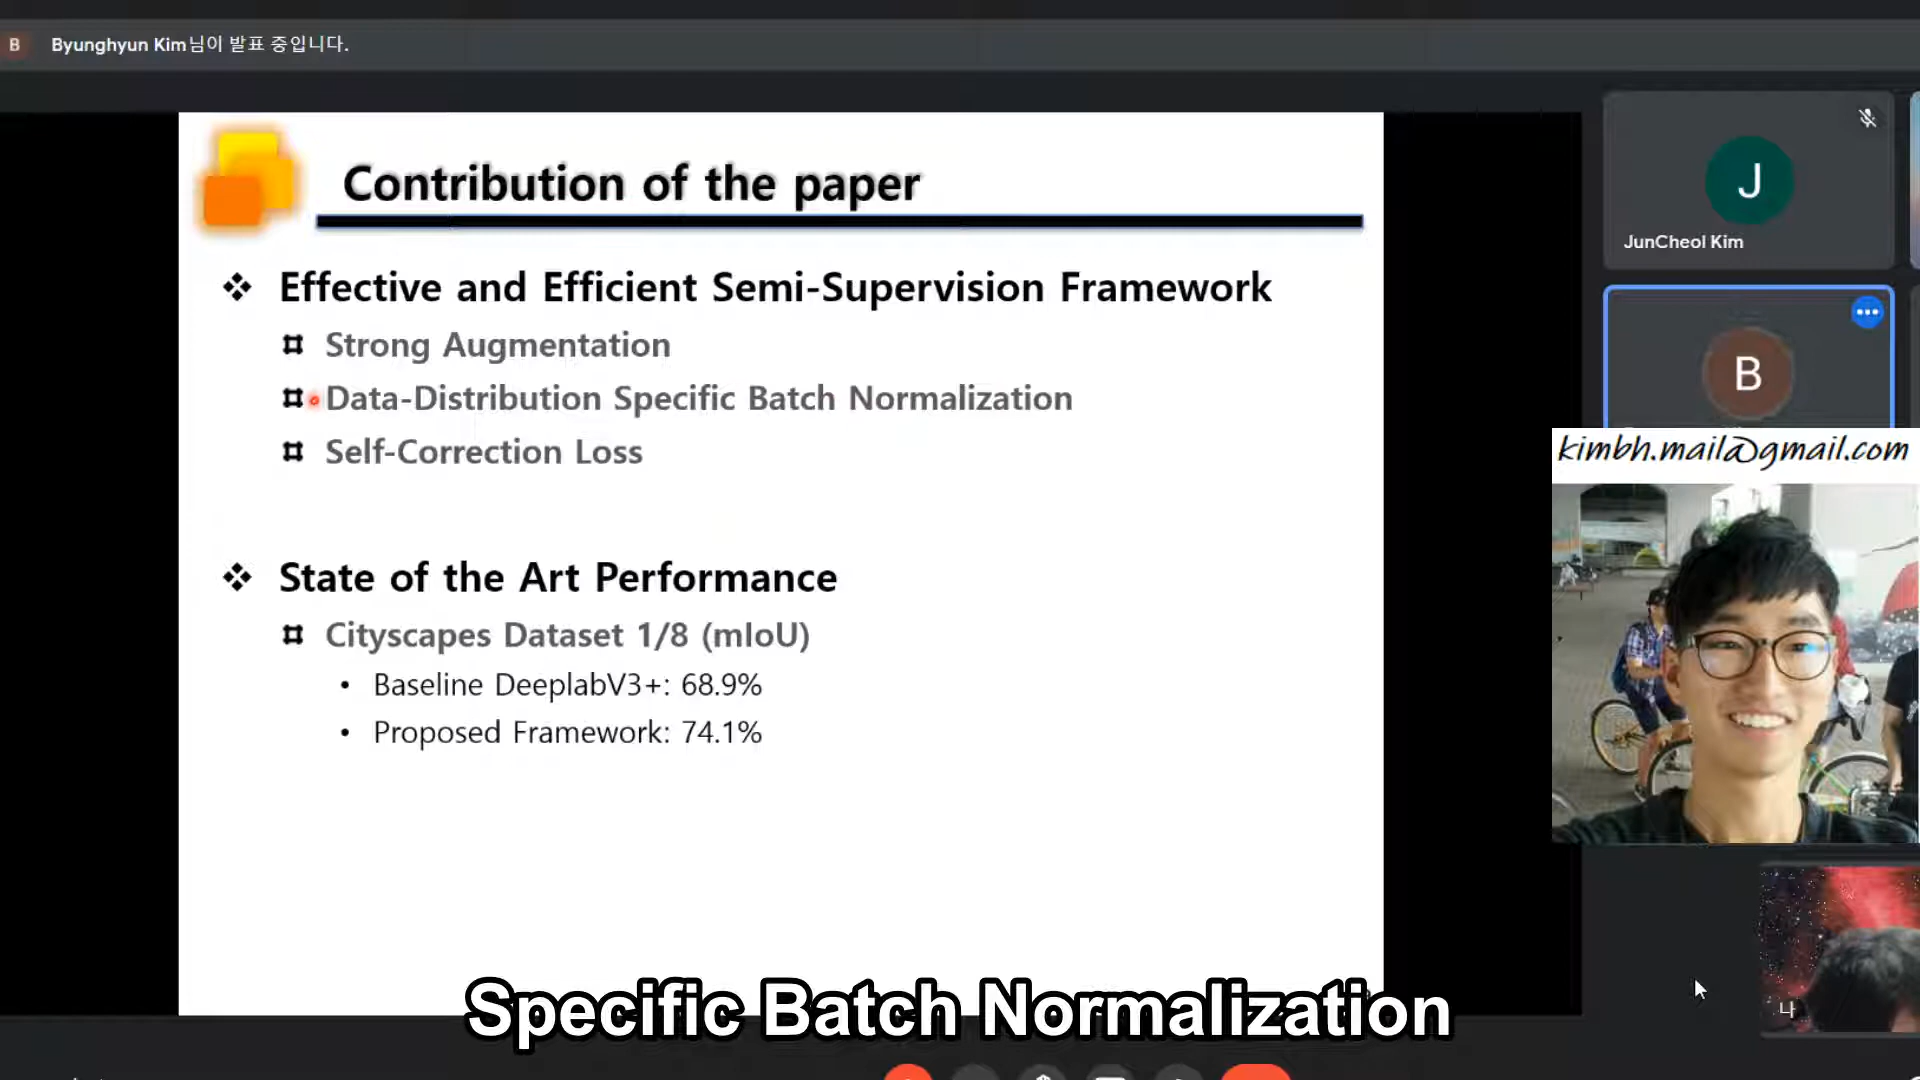 B Byunghyun Kim님이 발표 중입니다.
Contribution of the paper
Effective and Efficient Semi-Supervision Framework
Strong Augmentation
Data-Distribution Specific Batch Normalization
Self-Correction Loss
State of the Art Performance
Cityscapes Dataset 1/8 (mIoU)
• Baseline DeeplabV3+: 68.9%
• Proposed Framework: 74.1%
J
JunCheol Kim
B
kimbh.mail@gmail.com
나
Specific Batch Normalization